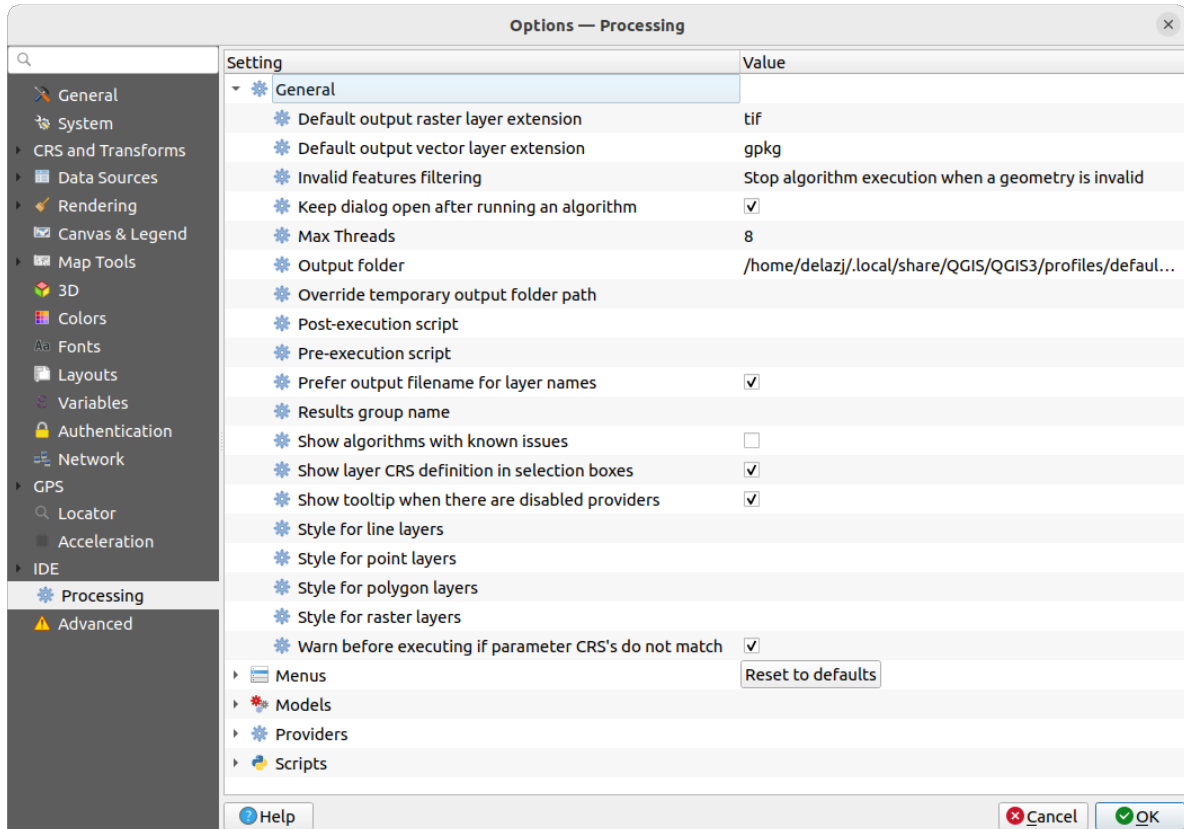 Options — Processing
Setting Value
General
System
CRS and Transforms
Data Sources
Rendering
Canvas & Legend
Map Tools
3D
Colors
Fonts
Layouts
Variables
Authentication
Network
GPS
Locator
Acceleration
IDE
Processing
Advanced
General
Default output raster layer extension tif
Default output vector layer extension gpkg
Invalid features filtering Stop algorithm execution when a geometry is invalid
Keep dialog open after running an algorithm
Max Threads 8
Output folder /home/delazj/.local/share/QGIS/QGIS3/profiles/defaul...
Override temporary output folder path
Post-execution script
Pre-execution script
Prefer output filename for layer names
Results group name
Show algorithms with known issues
Show layer CRS definition in selection boxes
Show tooltip when there are disabled providers
Style for line layers
Style for point layers
Style for polygon layers
Style for raster layers
Warn before executing if parameter CRS's do not match
Menus Reset to defaults
Models
Providers
Scripts
Help Cancel OK